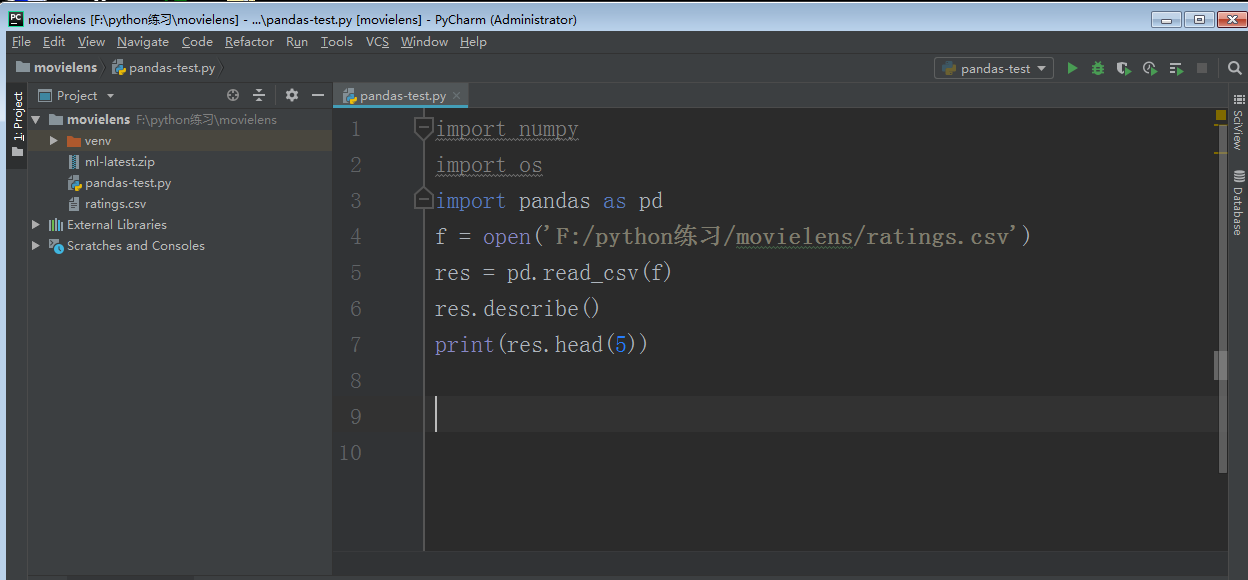 PC movielens [F:\python练习\movielens] - ...\pandas-test.py [movielens] - PyCharm (Administrator)
File Edit View Navigate Code Refactor Run Tools VCS Window Help
movielens pandas-test.py pandas-test
1: Project
Project
movielens F:\python练习\movielens
venv
ml-latest.zip
pandas-test.py
ratings.csv
External Libraries
Scratches and Consoles
pandas-test.py
1 import numpy
2 import os
3 import pandas as pd
4 f = open('F:/python练习/movielens/ratings.csv')
5 res = pd.read_csv(f)
6 res.describe()
7 print(res.head(5))
8
9
10
SciView
Database